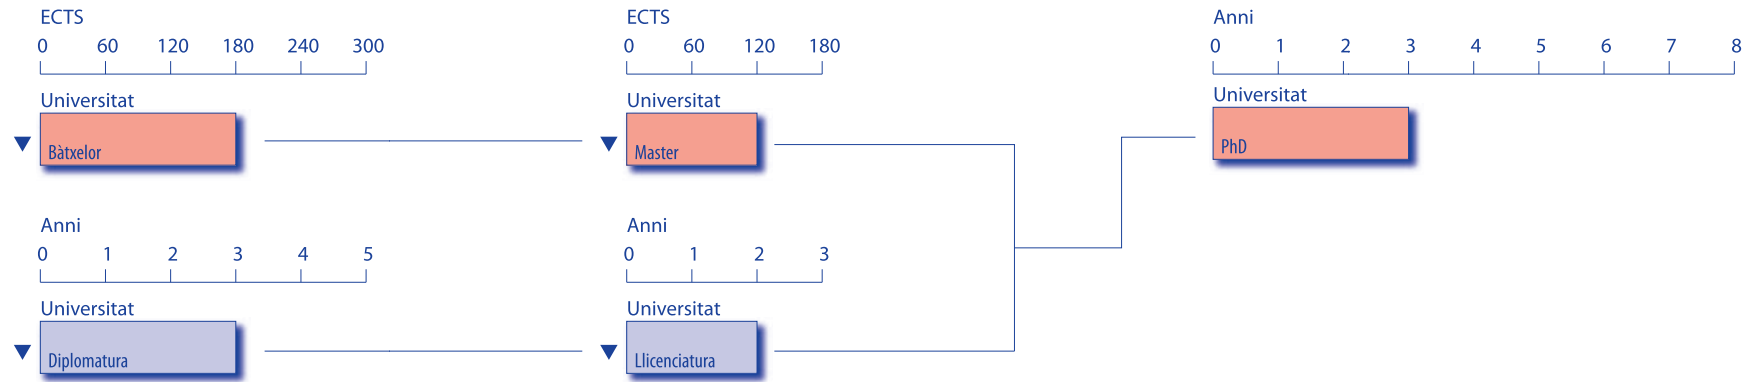 ECTS
0 60 120 180 240 300
Universitat
Bàtxelor
ECTS
0 60 120 180
Universitat
Master
Anni
0 1 2 3 4 5 6 7 8
Universitat
PhD
Anni
0 1 2 3 4 5
Universitat
Diplomatura
Anni
0 1 2 3
Universitat
Llicenciatura